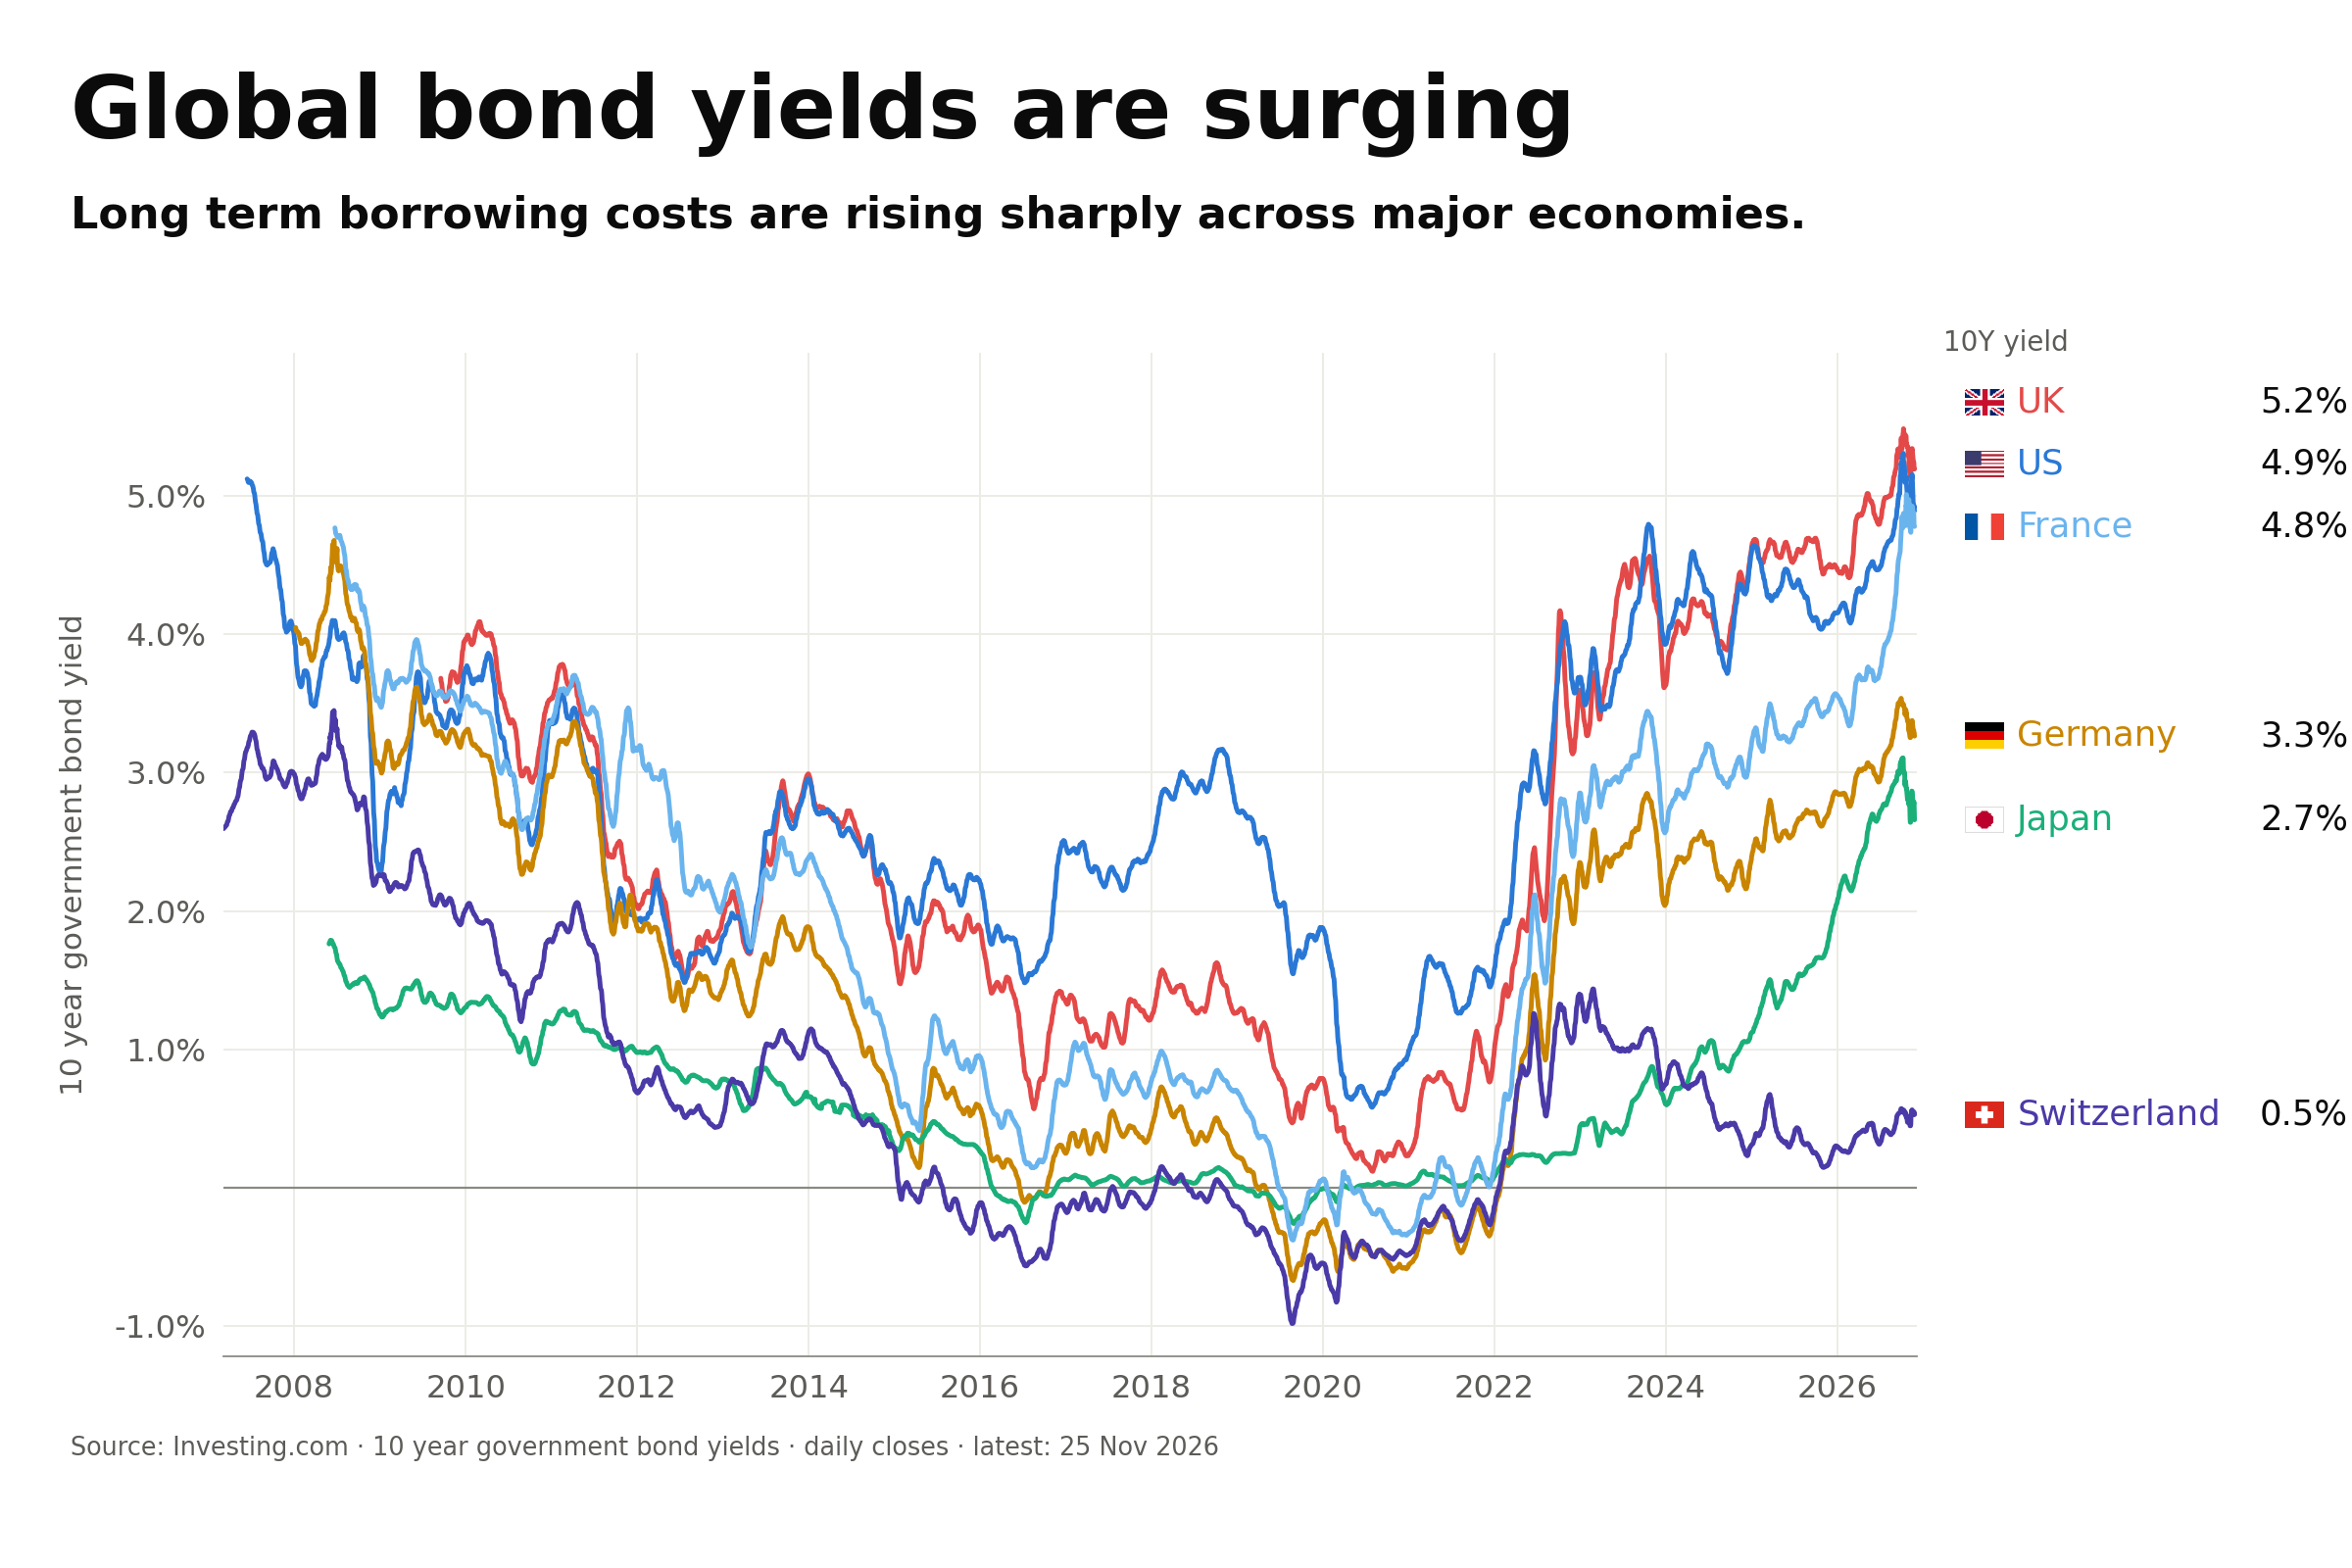 Global bond yields are surging
Long term borrowing costs are rising sharply across major economies.
10Y yield
UK 5.2%
US 4.9%
France 4.8%
Germany 3.3%
Japan 2.7%
Switzerland 0.5%
10 year government bond yield
5.0%
4.0%
3.0%
2.0%
1.0%
-1.0%
2008 2010 2012 2014 2016 2018 2020 2022 2024 2026
Source: Investing.com · 10 year government bond yields · daily closes · latest: 25 Nov 2026